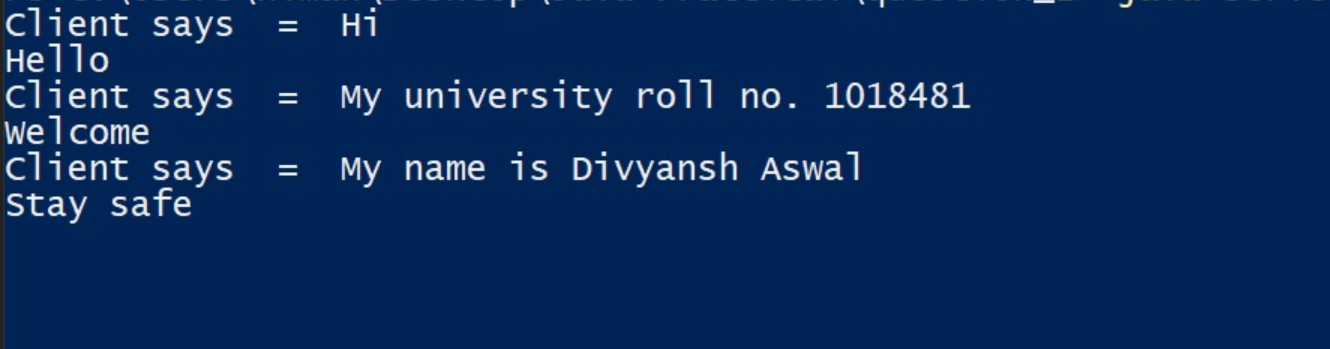 Client says  =  Hi
Hello
Client says  =  My university roll no. 1018481
Welcome
Client says  =  My name is Divyansh Aswal
Stay safe